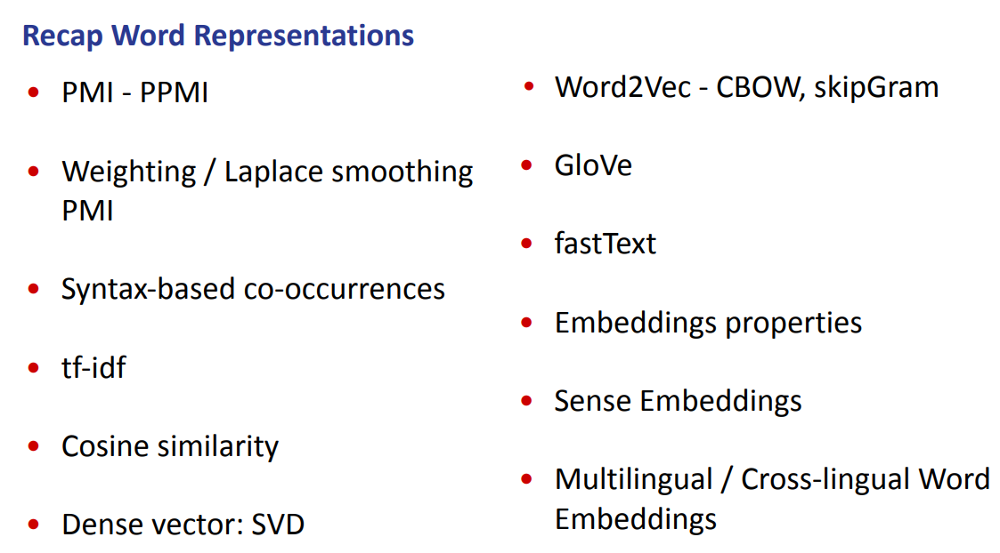 Recap Word Representations
• PMI - PPMI
• Weighting / Laplace smoothing
PMI
• Syntax-based co-occurrences
• tf-idf
• Cosine similarity
• Dense vector: SVD
• Word2Vec - CBOW, skipGram
• GloVe
• fastText
• Embeddings properties
• Sense Embeddings
• Multilingual / Cross-lingual Word
Embeddings